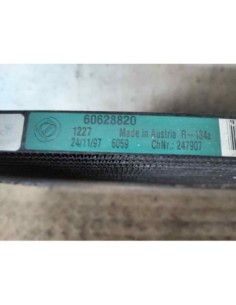 60628820
1227 Made in Austria R-134a
24/11/97 6059 ChNr.: 247907